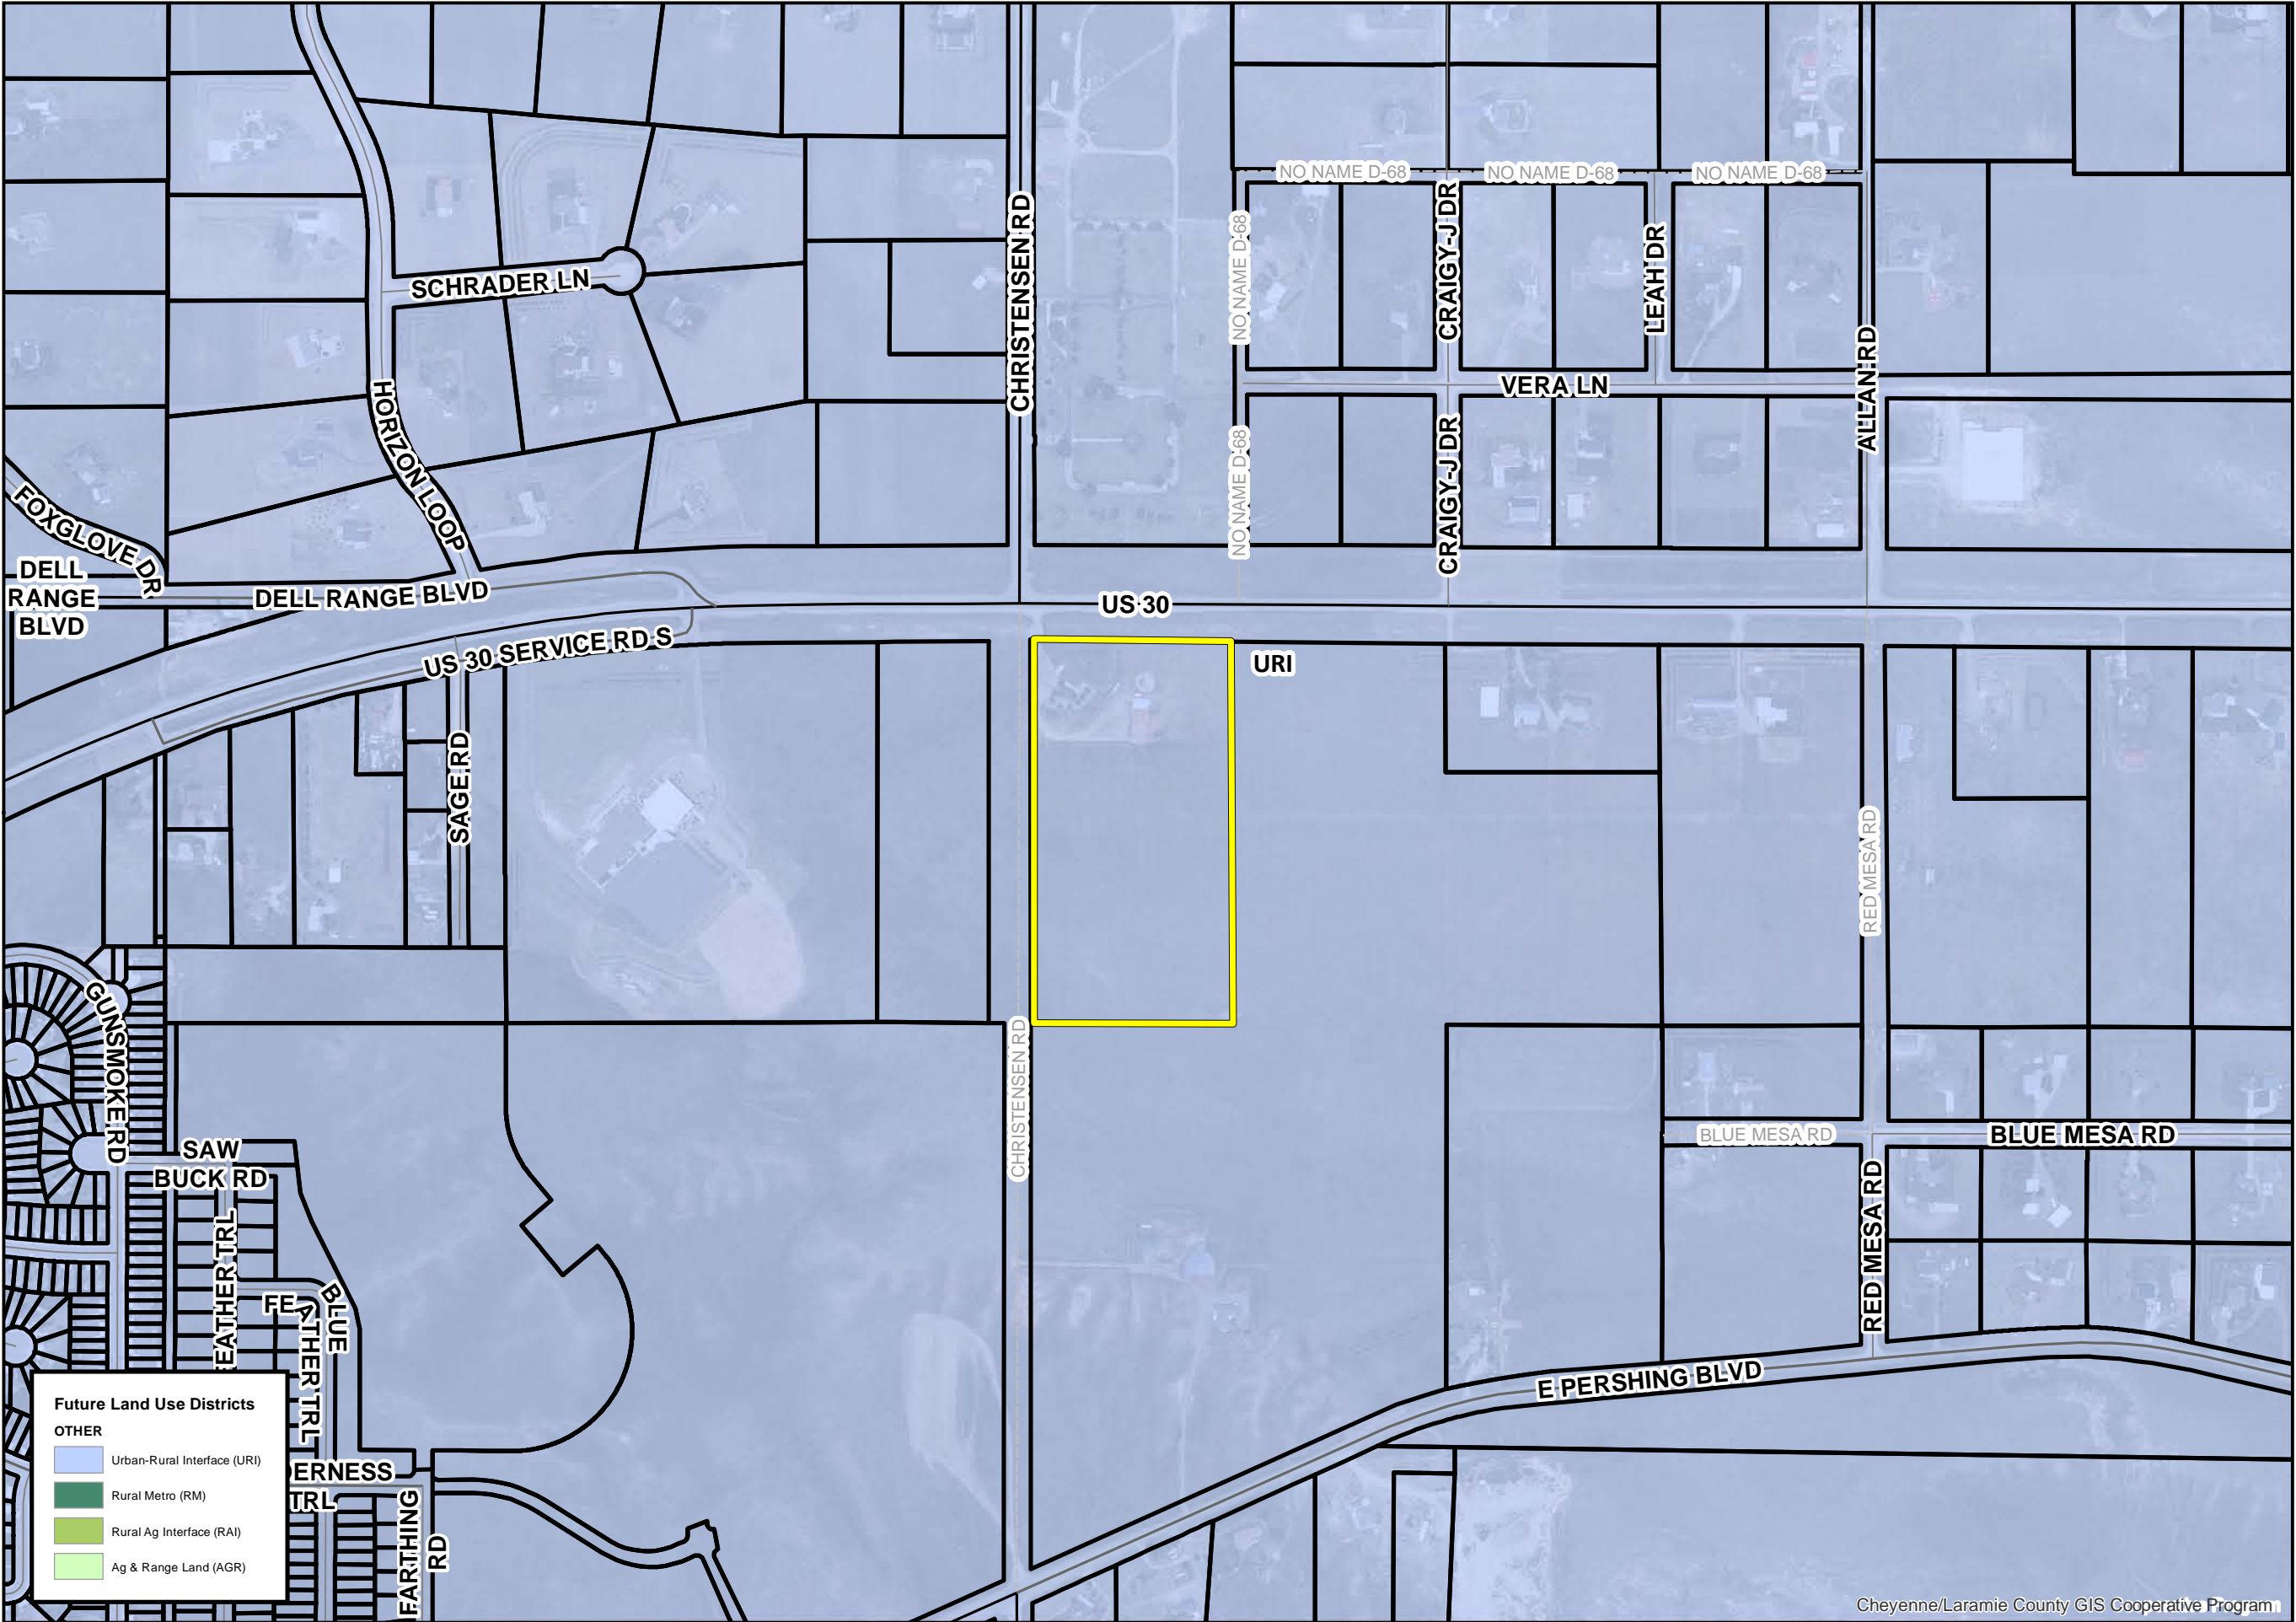 NO NAME D-68
NO NAME D-68
NO NAME D-68
CHRISTENSEN RD
NO NAME D-68
CRAIGY-J DR
LEAH DR
SCHRADER LN
ALLAN RD
VERA LN
HORIZON LOOP
NO NAME D-68
CRAIGY-J DR
FOXGLOVE DR
DELL
RANGE
BLVD
DELL RANGE BLVD
US 30
US 30 SERVICE RD S
URI
SAGE RD
RED MESA RD
GUNSMOKE RD
CHRISTENSEN RD
BLUE MESA RD
BLUE MESA RD
SAW
BUCK RD
RED MESA RD
EATHER TRL
BLUE
FE
ATHER TRL
E PERSHING BLVD
DERNESS
TRL
FARTHING
RD
Future Land Use Districts
OTHER
Urban-Rural Interface (URI)
Rural Metro (RM)
Rural Ag Interface (RAI)
Ag & Range Land (AGR)
Cheyenne/Laramie County GIS Cooperative Program